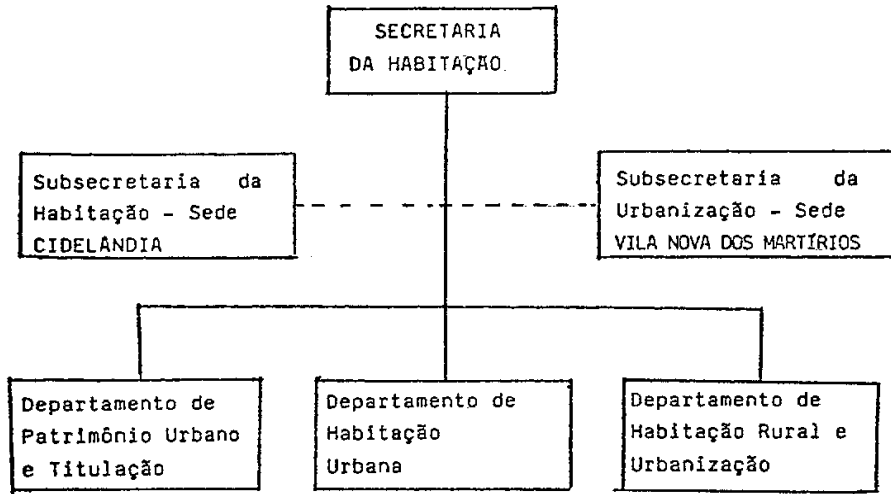 SECRETARIA
DA HABITAÇÃO
Subsecretaria da
Habitação - Sede
CIDELÂNDIA
Subsecretaria da
Urbanização - Sede
VILA NOVA DOS MARTÍRIOS
Departamento de
Patrimônio Urbano
e Titulação
Departamento de
Habitação
Urbana
Departamento de
Habitação Rural e
Urbanização